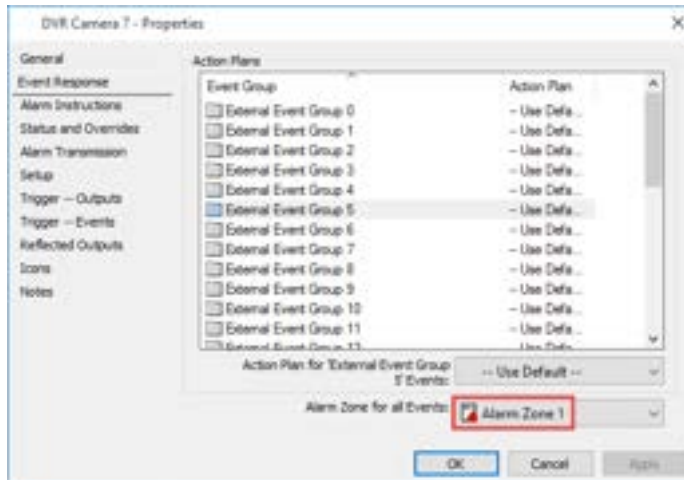 DVR Camera 7 - Properties
General
Event Response
Alarm Instructions
Status and Overrides
Alarm Transmission
Setup
Trigger -- Outputs
Trigger -- Events
Reflected Outputs
Icons
Notes
Action Plans
Event Group Action Plan
External Event Group 0 -- Use Defa...
External Event Group 1 -- Use Defa...
External Event Group 2 -- Use Defa...
External Event Group 3 -- Use Defa...
External Event Group 4 -- Use Defa...
External Event Group 5 -- Use Defa...
External Event Group 6 -- Use Defa...
External Event Group 7 -- Use Defa...
External Event Group 8 -- Use Defa...
External Event Group 9 -- Use Defa...
External Event Group 10 -- Use Defa...
External Event Group 11 -- Use Defa...
External Event Group 12 -- Use Defa...
Action Plan for 'External Event Group
5' Events: -- Use Default --
Alarm Zone for all Events: Alarm Zone 1
OK Cancel Apply